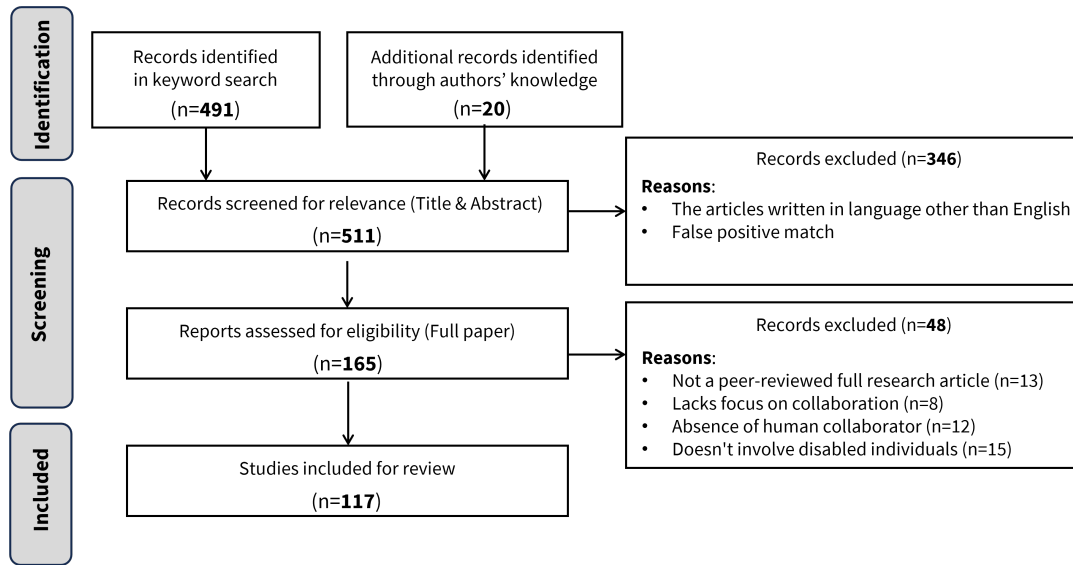 Identification
Records identified
in keyword search
(n=491)
Additional records identified
through authors’ knowledge
(n=20)
Screening
Records screened for relevance (Title & Abstract)
(n=511)
Records excluded (n=346)
Reasons:
• The articles written in language other than English
• False positive match
Reports assessed for eligibility (Full paper)
(n=165)
Records excluded (n=48)
Reasons:
• Not a peer-reviewed full research article (n=13)
• Lacks focus on collaboration (n=8)
• Absence of human collaborator (n=12)
• Doesn't involve disabled individuals (n=15)
Included
Studies included for review
(n=117)